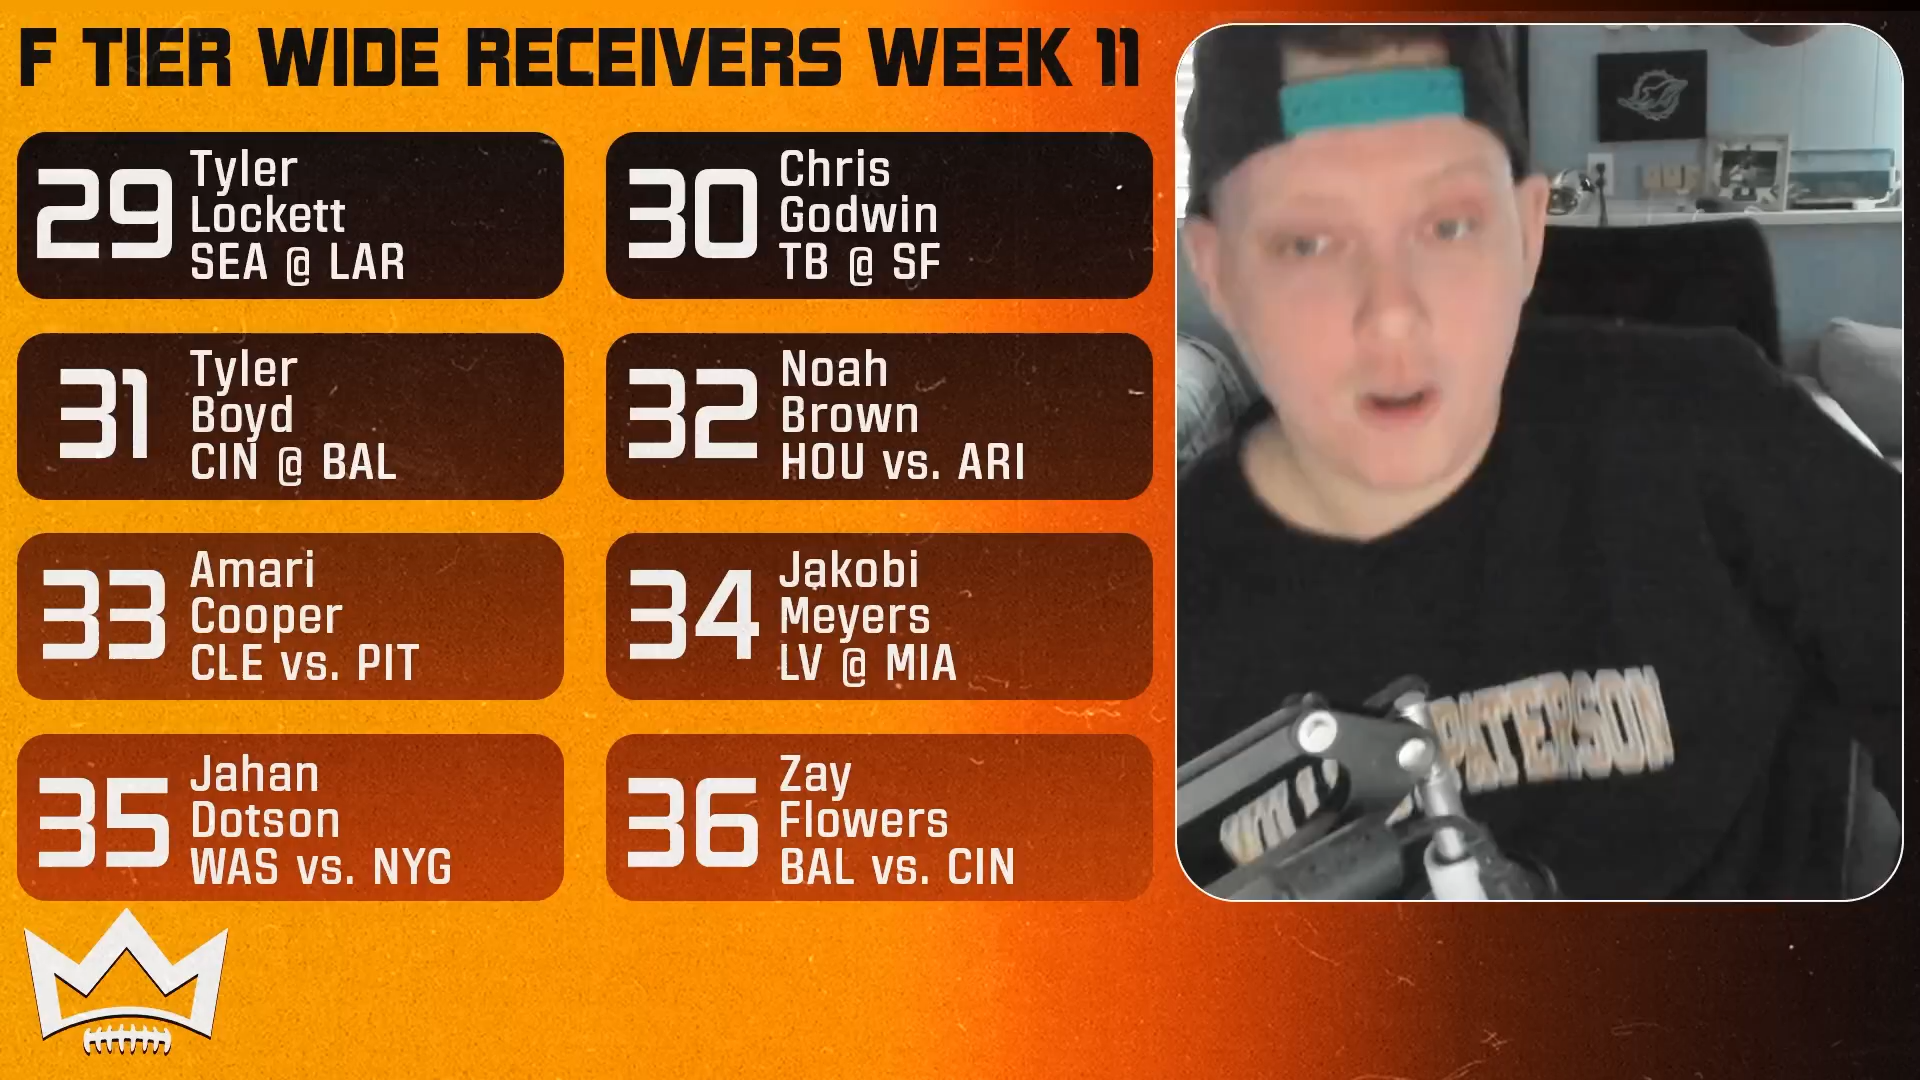 F TIER WIDE RECEIVERS WEEK 11
29
Tyler
Lockett
SEA @ LAR
30
Chris
Godwin
TB @ SF
31
Tyler
Boyd
CIN @ BAL
32
Noah
Brown
HOU vs. ARI
33
Amari
Cooper
CLE vs. PIT
34
Jakobi
Meyers
LV @ MIA
35
Jahan
Dotson
WAS vs. NYG
36
Zay
Flowers
BAL vs. CIN
PATERSON